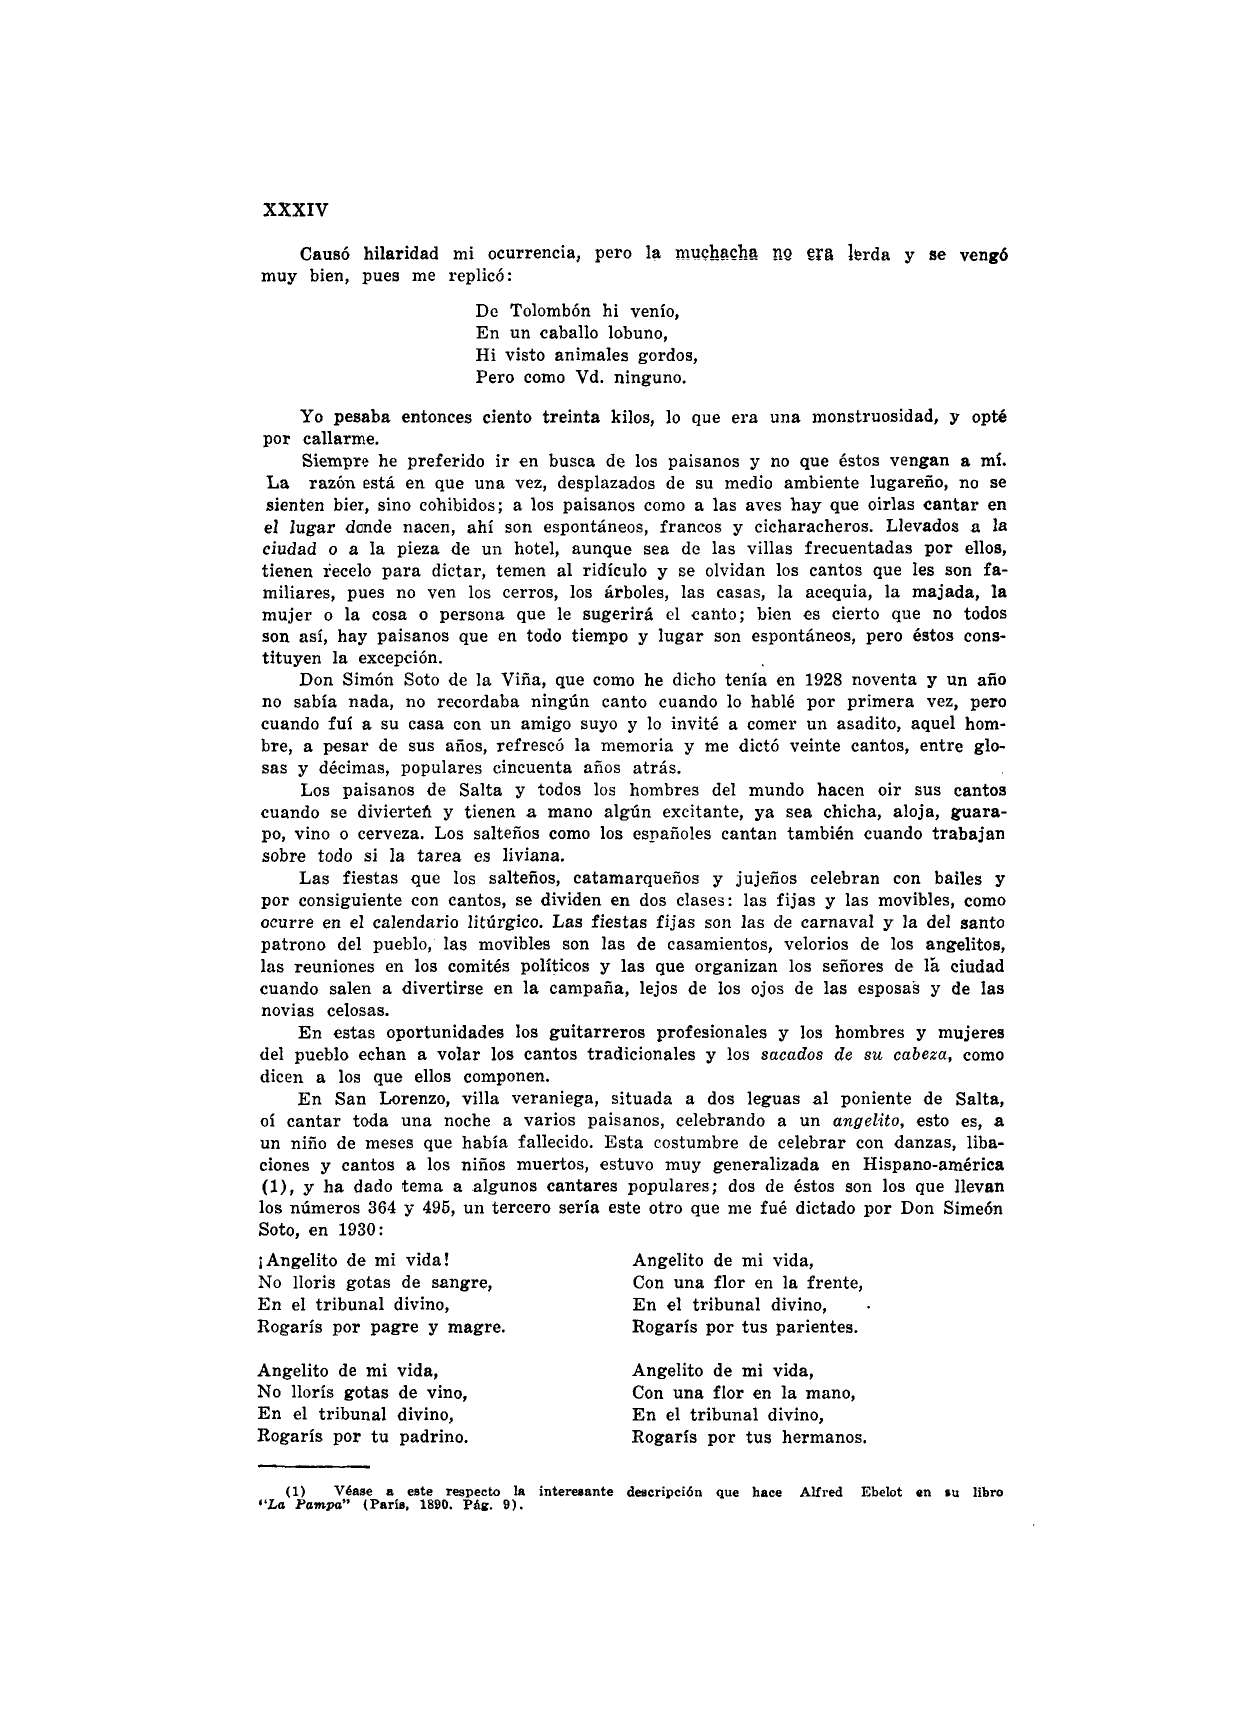 XXXIV
Causó hilaridad mi ocurrencia, pero la muchacha no era lerda y se vengó
muy bien, pues me replicó:
De Tolombón hi venío,
En un caballo lobuno,
Hi visto animales gordos,
Pero como Vd. ninguno.
Yo pesaba entonces ciento treinta kilos, lo que era una monstruosidad, y opté
por callarme.
Siempre he preferido ir en busca de los paisanos y no que éstos vengan a mí.
La razón está en que una vez, desplazados de su medio ambiente lugareño, no se
sienten bier, sino cohibidos; a los paisanos como a las aves hay que oirlas cantar en
el lugar donde nacen, ahí son espontáneos, francos y cicharacheros. Llevados a la
ciudad o a la pieza de un hotel, aunque sea de las villas frecuentadas por ellos,
tienen recelo para dictar, temen al ridículo y se olvidan los cantos que les son fa-
miliares, pues no ven los cerros, los árboles, las casas, la acequia, la majada, la
mujer o la cosa o persona que le sugerirá el canto; bien es cierto que no todos
son así, hay paisanos que en todo tiempo y lugar son espontáneos, pero éstos cons-
tituyen la excepción.
Don Simón Soto de la Viña, que como he dicho tenía en 1928 noventa y un año
no sabía nada, no recordaba ningún canto cuando lo hablé por primera vez, pero
cuando fuí a su casa con un amigo suyo y lo invité a comer un asadito, aquel hom-
bre, a pesar de sus años, refrescó la memoria y me dictó veinte cantos, entre glo-
sas y décimas, populares cincuenta años atrás.
Los paisanos de Salta y todos los hombres del mundo hacen oir sus cantos
cuando se divierten y tienen a mano algún excitante, ya sea chicha, aloja, guara-
po, vino o cerveza. Los salteños como los españoles cantan también cuando trabajan
sobre todo si la tarea es liviana.
Las fiestas que los salteños, catamarqueños y jujeños celebran con bailes y
por consiguiente con cantos, se dividen en dos clases: las fijas y las movibles, como
ocurre en el calendario litúrgico. Las fiestas fijas son las de carnaval y la del santo
patrono del pueblo, las movibles son las de casamientos, velorios de los angelitos,
las reuniones en los comités políticos y las que organizan los señores de la ciudad
cuando salen a divertirse en la campaña, lejos de los ojos de las esposas y de las
novias celosas.
En estas oportunidades los guitarreros profesionales y los hombres y mujeres
del pueblo echan a volar los cantos tradicionales y los sacados de su cabeza, como
dicen a los que ellos componen.
En San Lorenzo, villa veraniega, situada a dos leguas al poniente de Salta,
oí cantar toda una noche a varios paisanos, celebrando a un angelito, esto es, a
un niño de meses que había fallecido. Esta costumbre de celebrar con danzas, liba-
ciones y cantos a los niños muertos, estuvo muy generalizada en Hispano-américa
(1), y ha dado tema a algunos cantares populares; dos de éstos son los que llevan
los números 364 y 495, un tercero sería este otro que me fué dictado por Don Simeón
Soto, en 1930:
¡Angelito de mi vida!
No lloris gotas de sangre,
En el tribunal divino,
Rogarís por pagre y magre.
Angelito de mi vida,
No llorís gotas de vino,
En el tribunal divino,
Rogarís por tu padrino.
Angelito de mi vida,
Con una flor en la frente,
En el tribunal divino,
Rogarís por tus parientes.
Angelito de mi vida,
Con una flor en la mano,
En el tribunal divino,
Rogarís por tus hermanos.
(1) Véase a este respecto la interesante descripción que hace Alfred Ebelot en su libro
"La Pampa" (París, 1890. Pág. 9).